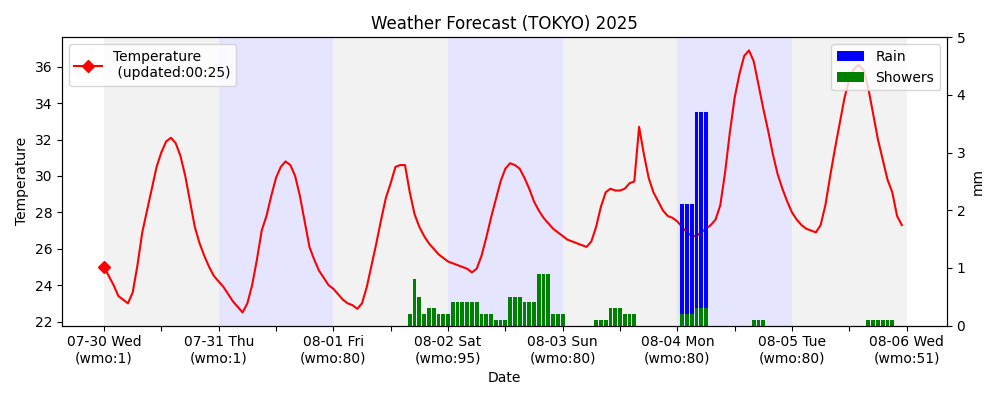 Weather Forecast (TOKYO) 2025
Temperature
(updated:00:25)
Rain
Showers
36
34
32
30
28
26
24
22
Temperature
5
4
3
2
1
0
mm
07-30 Wed
(wmo:1)
07-31 Thu
(wmo:1)
08-01 Fri
(wmo:80)
08-02 Sat
(wmo:95)
08-03 Sun
(wmo:80)
08-04 Mon
(wmo:80)
08-05 Tue
(wmo:80)
08-06 Wed
(wmo:51)
Date